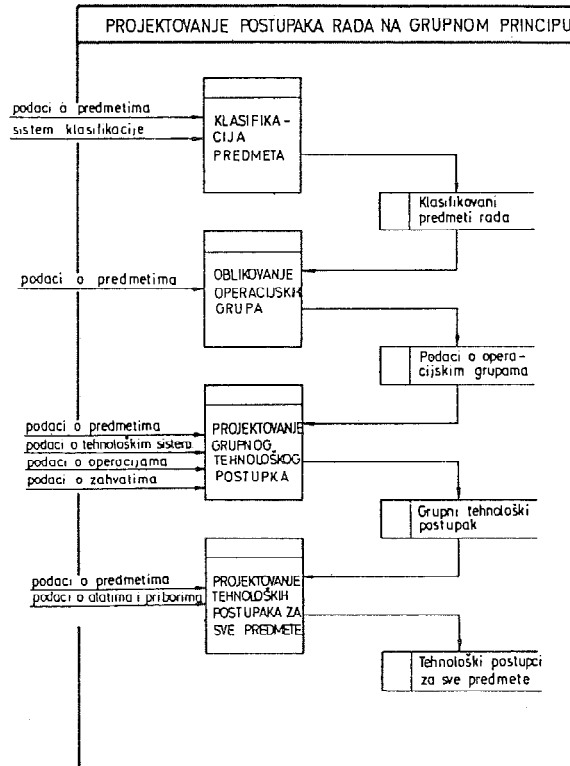 PROJEKTOVANJE POSTUPAKA RADA NA GRUPNOM PRINCIPU
podaci o predmetima
sistem klasifikacije
KLASIFIKA-
CIJA
PREDMETA
Klasifikovani
predmeti rada
podaci o predmetima
OBLIKOVANJE
OPERACIJSKIH
GRUPA
Podaci o opera-
cijskim grupama
podaci o predmetima
podaci o tehnološkim sistem
podaci o operacijama
podaci o zahvatima
PROJEKTOVANJE
GRUPNOG
TEHNOLOŠKOG
POSTUPKA
Grupni tehnološki
postupak
podaci o predmetima
podaci o alatima i priborima
PROJEKTOVANJE
TEHNOLOŠKIH
POSTUPAKA ZA
SVE PREDMETE
Tehnološki postupci
za sve predmete